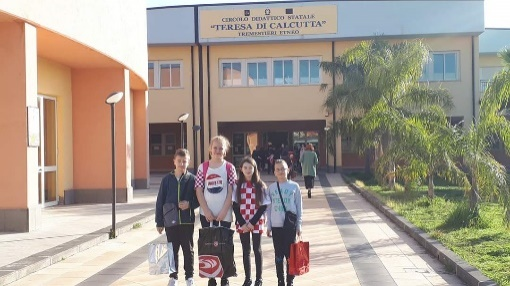 CIRCOLO DIDATTICO STATALE
"TERESA DI CALCUTTA"
TREMESTIERI ETNEO